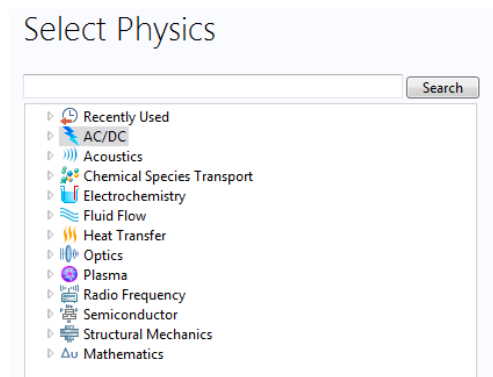 Select Physics
Search
Recently Used
AC/DC
Acoustics
Chemical Species Transport
Electrochemistry
Fluid Flow
Heat Transfer
Optics
Plasma
Radio Frequency
Semiconductor
Structural Mechanics
Δu Mathematics